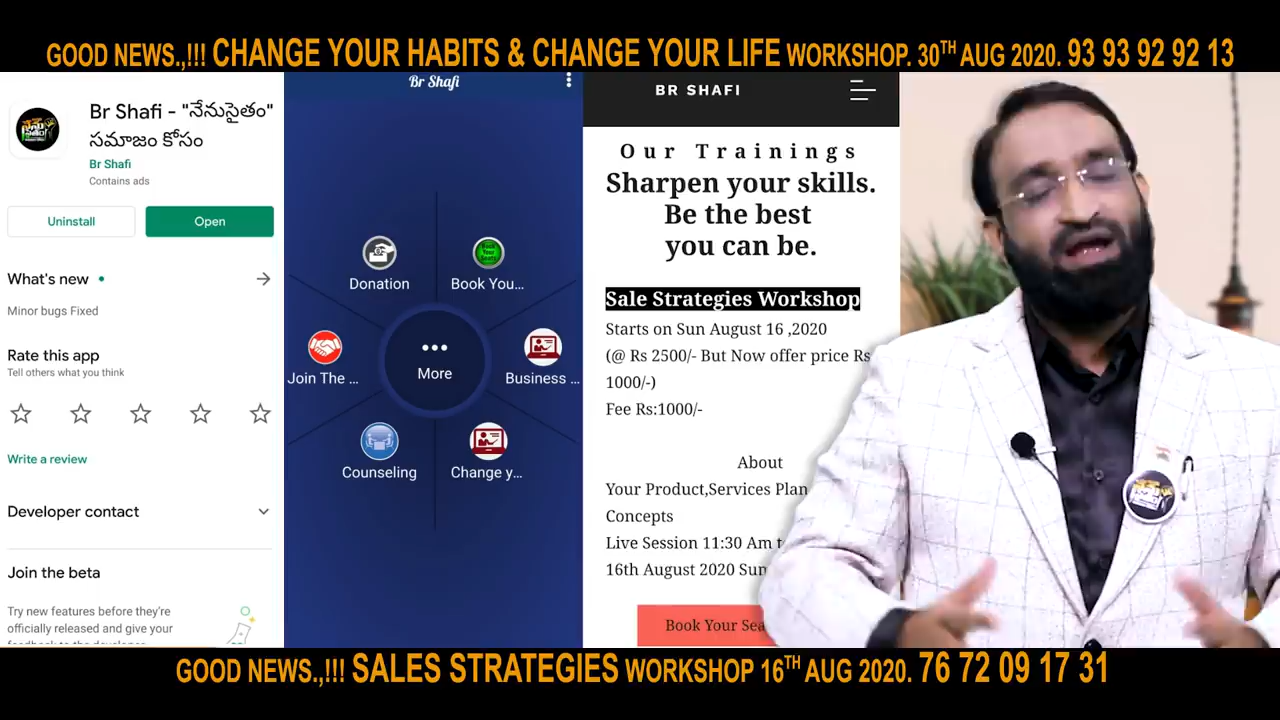 GOOD NEWS.,!!! CHANGE YOUR HABITS & CHANGE YOUR LIFE WORKSHOP. 30TH AUG 2020. 93 93 92 92 13
Br Shafi - "నేనుసైతం"
సమాజం కోసం
Br Shafi
Contains ads
Uninstall
Open
What's new
Minor bugs Fixed
Rate this app
Tell others what you think
Write a review
Developer contact
Join the beta
Try new features before they're
officially released and give your
Br Shafi
Donation
Book You...
Join The ...
More
Business ...
Counseling
Change y...
BR SHAFI
Our Trainings
Sharpen your skills.
Be the best
you can be.
Sale Strategies Workshop
Starts on Sun August 16 ,2020
(@ Rs 2500/- But Now offer price Rs
1000/-)
Fee Rs:1000/-
About
Your Product,Services Plan
Concepts
Live Session 11:30 Am
16th August 2020 Sun
Book Your
GOOD NEWS.,!!! SALES STRATEGIES WORKSHOP 16TH AUG 2020. 76 72 09 17 31